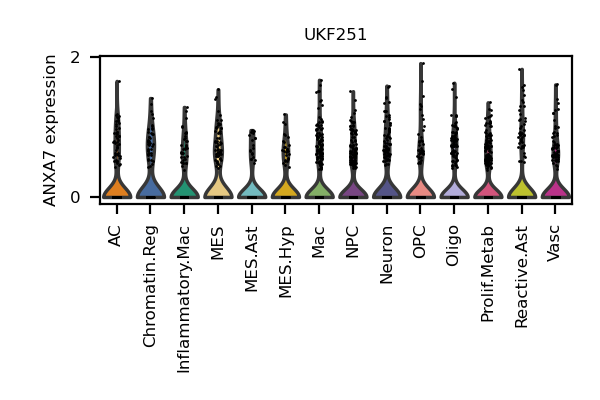 UKF251
ANXA7 expression
2
0
AC
Chromatin.Reg
Inflammatory.Mac
MES
MES.Ast
MES.Hyp
Mac
NPC
Neuron
OPC
Oligo
Prolif.Metab
Reactive.Ast
Vasc